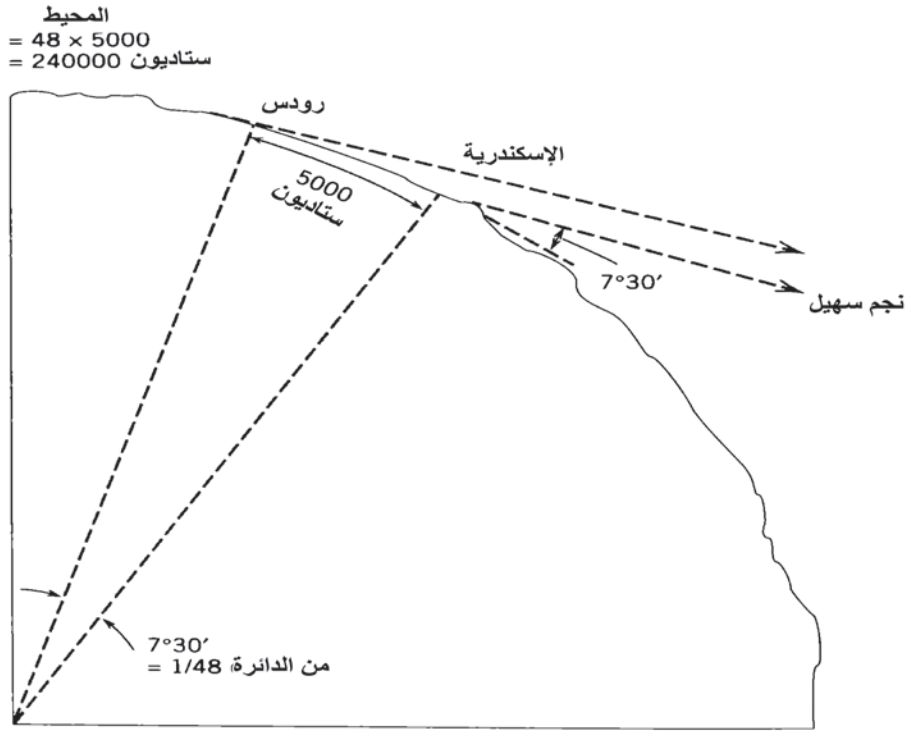 المحيط
= 48 × 5000
= 240000 ستاديون
رودس
الإسكندرية
5000
ستاديون
7°30′
نجم سهيل
7°30′
= 1/48 من الدائرة